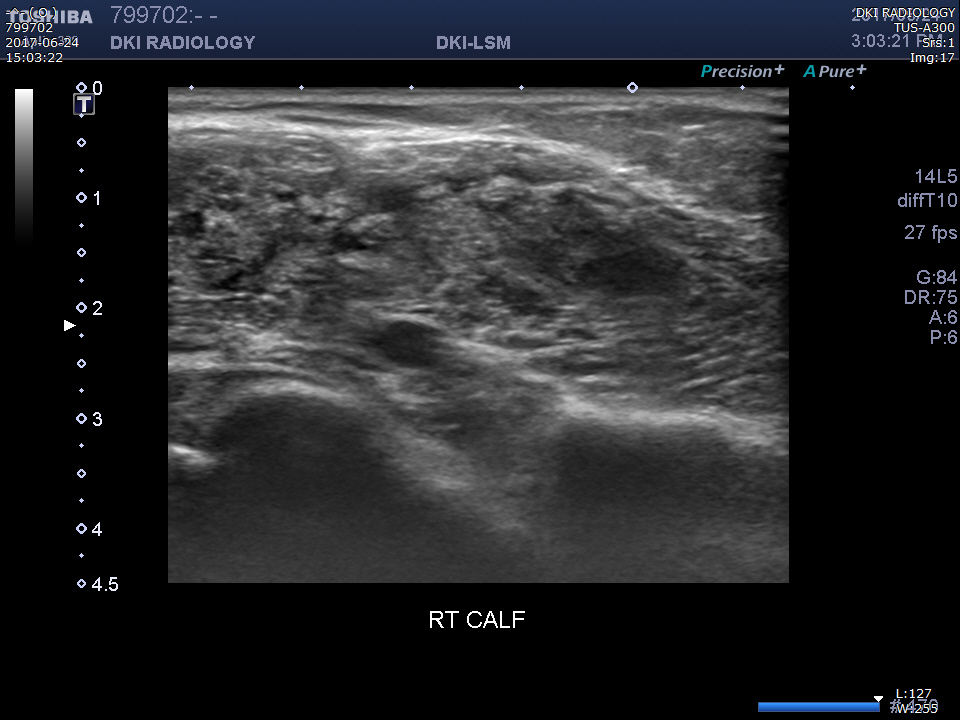 TOSHIBA
799702:- -
DKI RADIOLOGY
799702
TUS-A300
2017-06-24
DKI RADIOLOGY
DKI-LSM
3:03:21
Srs:1
15:03:22
Img:17
Precision+ A Pure+
T
0
1
2
3
4
4.5
14L5
diffT10
27 fps
G:84
DR:75
A:6
P:6
RT CALF
L:127
W:255